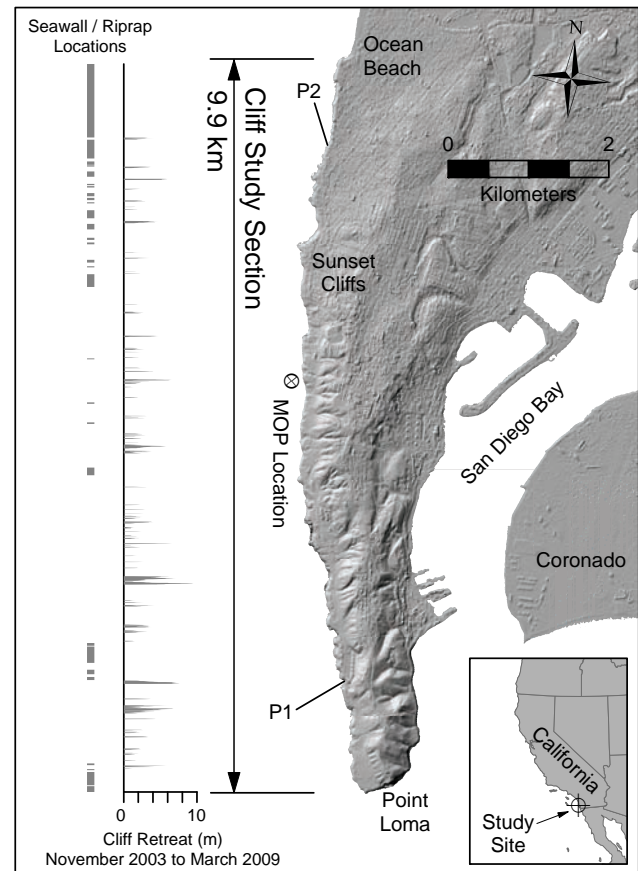 Seawall / Riprap
Locations
Ocean
Beach
N
P2
0 2
Kilometers
Cliff Study Section
9.9 km
Sunset
Cliffs
MOP Location
San Diego Bay
Coronado
P1
California
Point
Loma
Study
Site
0 10
Cliff Retreat (m)
November 2003 to March 2009